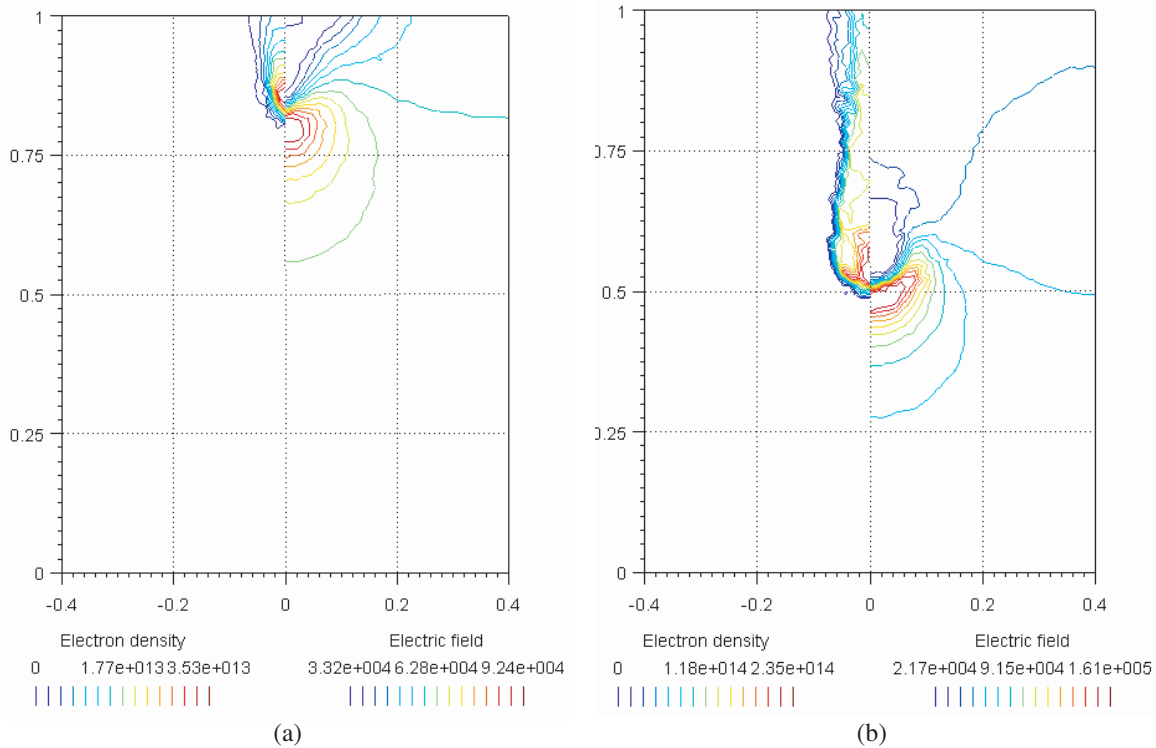 1
0.75
0.5
0.25
0
-0.4 -0.2 0 0.2 0.4
Electron density Electric field
0 1.77e+013 3.53e+013 3.32e+004 6.28e+004 9.24e+004
(a)
1
0.75
0.5
0.25
0
-0.4 -0.2 0 0.2 0.4
Electron density Electric field
0 1.18e+014 2.35e+014 2.17e+004 9.15e+004 1.61e+005
(b)